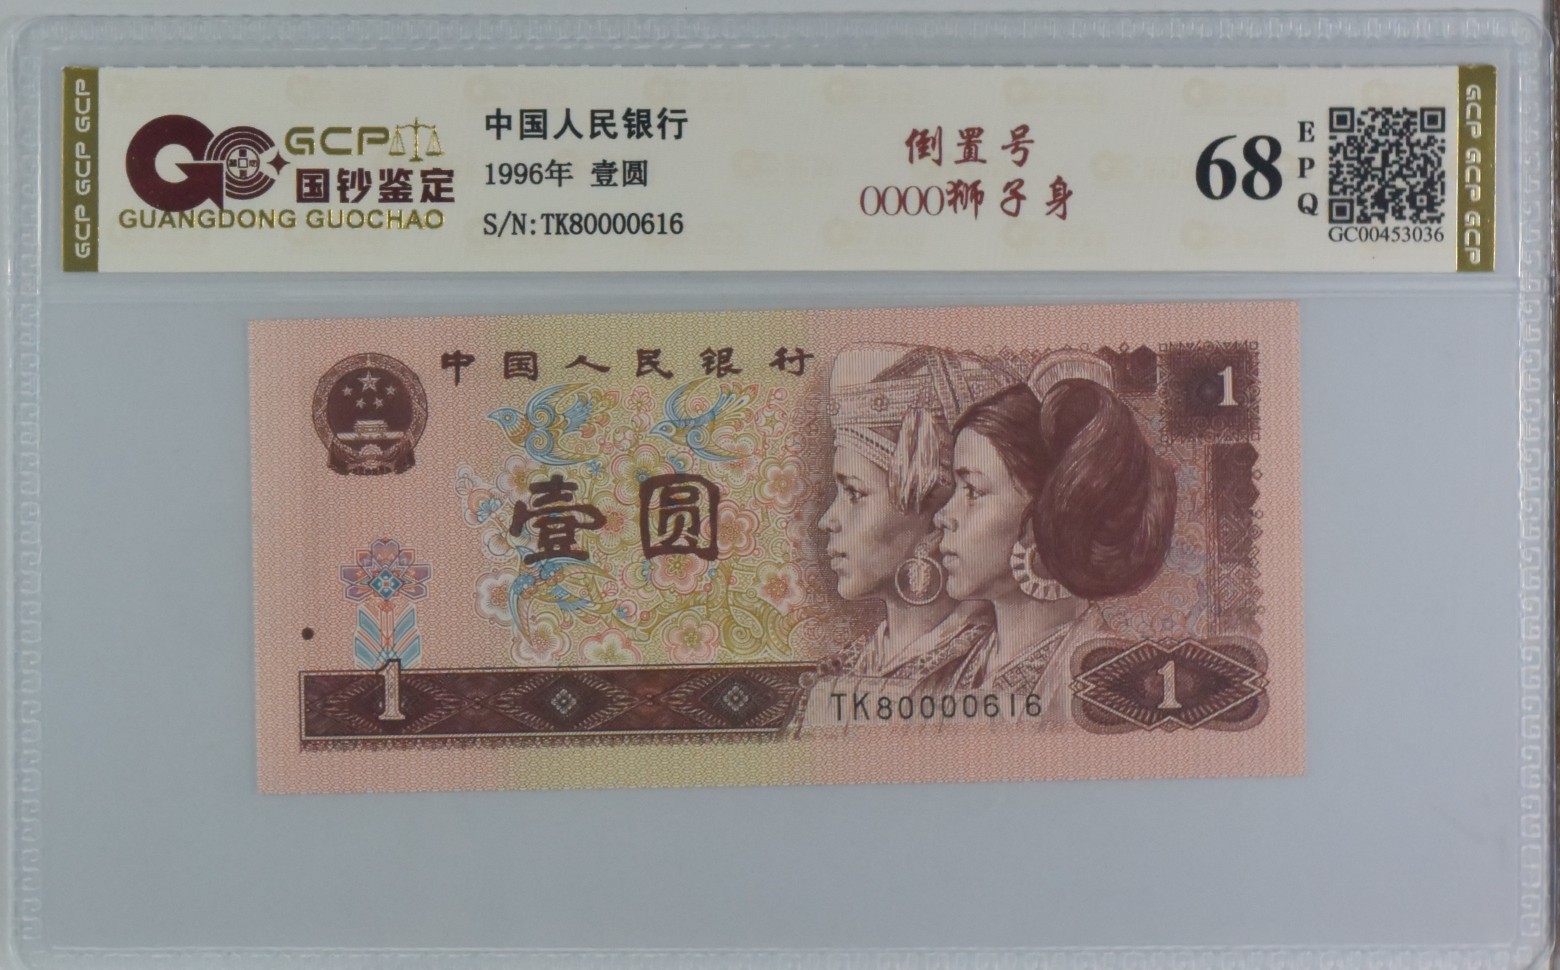 GCP GCP GCP
GCP
国钞鉴定
GUANGDONG GUOCHAO
中国人民银行
1996年 壹圆
S/N:TK80000616
倒置号
0000狮子身
68
EPQ
GC00453036
GCP GCP GCP
中国人民银行
1
壹圆
1
TK80000616
1